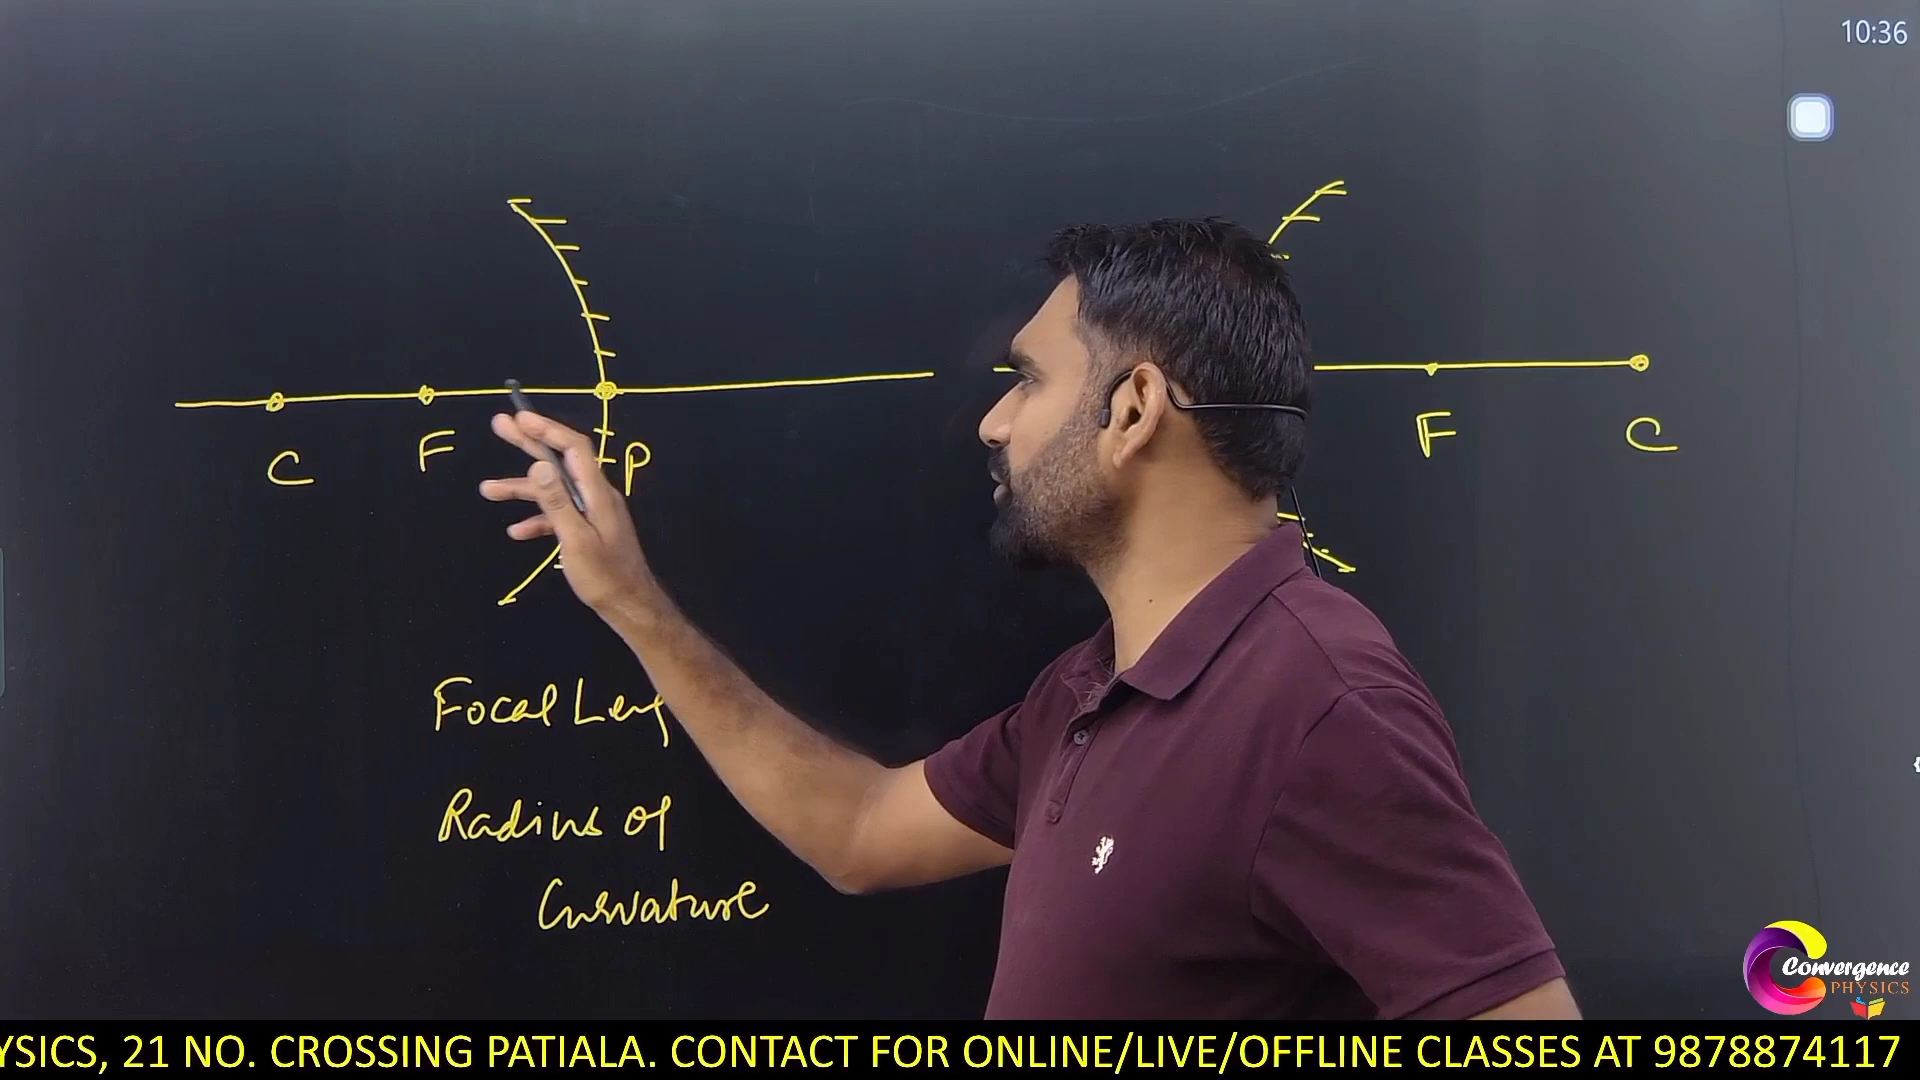 10:36
C F P F C
Focal Leng
Radius of
Curvature
Convergence
PHYSICS
YSICS, 21 NO. CROSSING PATIALA. CONTACT FOR ONLINE/LIVE/OFFLINE CLASSES AT 9878874117